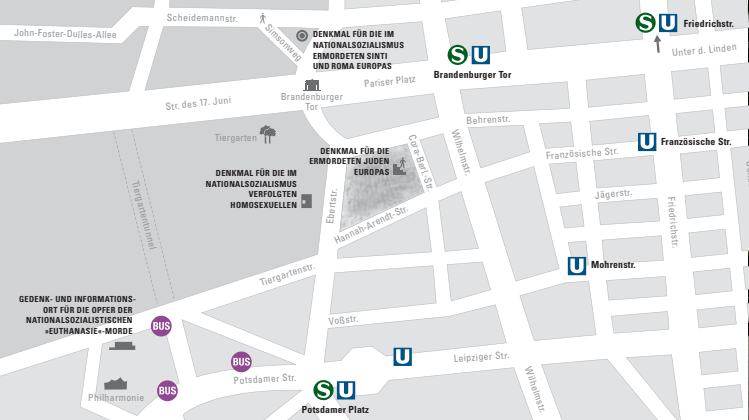 Scheidemannstr.
John-Foster-Dulles-Allee
Simsonweg
DENKMAL FÜR DIE IM
NATIONALSOZIALISMUS
ERMORDETEN SINTI
UND ROMA EUROPAS
S U
Brandenburger Tor
S U Friedrichstr.
Unter d. Linden
Pariser Platz
Brandenburger
Tor
Str. des 17. Juni
Behrenstr.
Tiergarten
U Französische Str.
Französische Str.
DENKMAL FÜR DIE
ERMORDETEN JUDEN
EUROPAS
Cora-Berl.-Str.
Wilhelmstr.
DENKMAL FÜR DIE IM
NATIONALSOZIALISMUS
VERFOLGTEN
HOMOSEXUELLEN
Ebertstr.
Hannah-Arendt-Str.
Jägerstr.
Friedrichstr.
Tiergartentunnel
Tiergartenstr.
U Mohrenstr.
GEDENK- UND INFORMATIONS-
ORT FÜR DIE OPFER DER
NATIONALSOZIALISTISCHEN
»EUTHANASIE«-MORDE
BUS
Voßstr.
U
Leipziger Str.
BUS
Potsdamer Str.
BUS
Philharmonie
S U
Potsdamer Platz
Wilhelmstr.